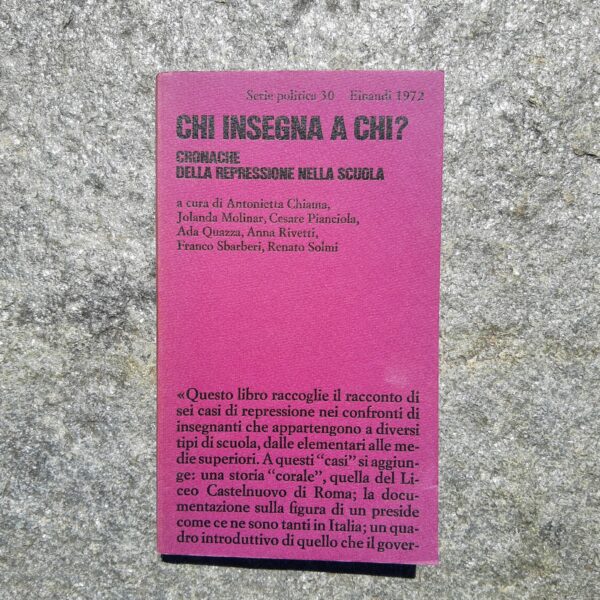 Serie politica 30 Einaudi 1972
CHI INSEGNA A CHI?
CRONACHE
DELLA REPRESSIONE NELLA SCUOLA
a cura di Antonietta Chiama,
Jolanda Molinar, Cesare Pianciola,
Ada Quazza, Anna Rivetti,
Franco Sbarberi, Renato Solmi
«Questo libro raccoglie il racconto di
sei casi di repressione nei confronti di
insegnanti che appartengono a diversi
tipi di scuola, dalle elementari alle me-
die superiori. A questi “casi” si aggiun-
ge: una storia “corale”, quella del Li-
ceo Castelnuovo di Roma; la docu-
mentazione sulla figura di un preside
come ce ne sono tanti in Italia; un qua-
dro introduttivo di quello che il gover-